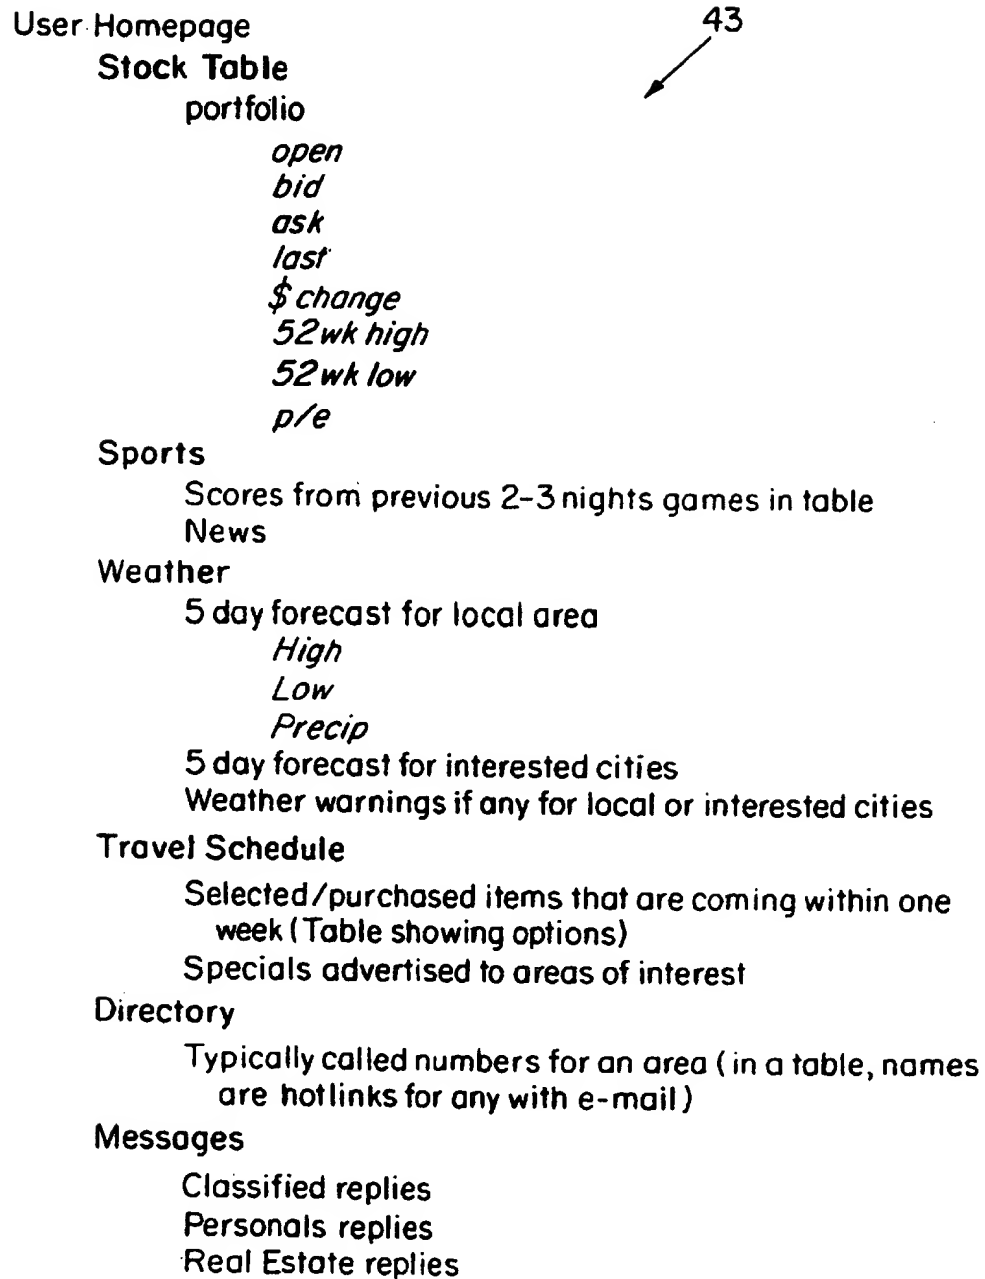 User Homepage
43
Stock Table
portfolio
open
bid
ask
last
$ change
52wk high
52wk low
p/e
Sports
Scores from previous 2-3 nights games in table
News
Weather
5 day forecast for local area
High
Low
Precip
5 day forecast for interested cities
Weather warnings if any for local or interested cities
Travel Schedule
Selected/purchased items that are coming within one
week (Table showing options)
Specials advertised to areas of interest
Directory
Typically called numbers for an area (in a table, names
are hotlinks for any with e-mail)
Messages
Classified replies
Personals replies
Real Estate replies